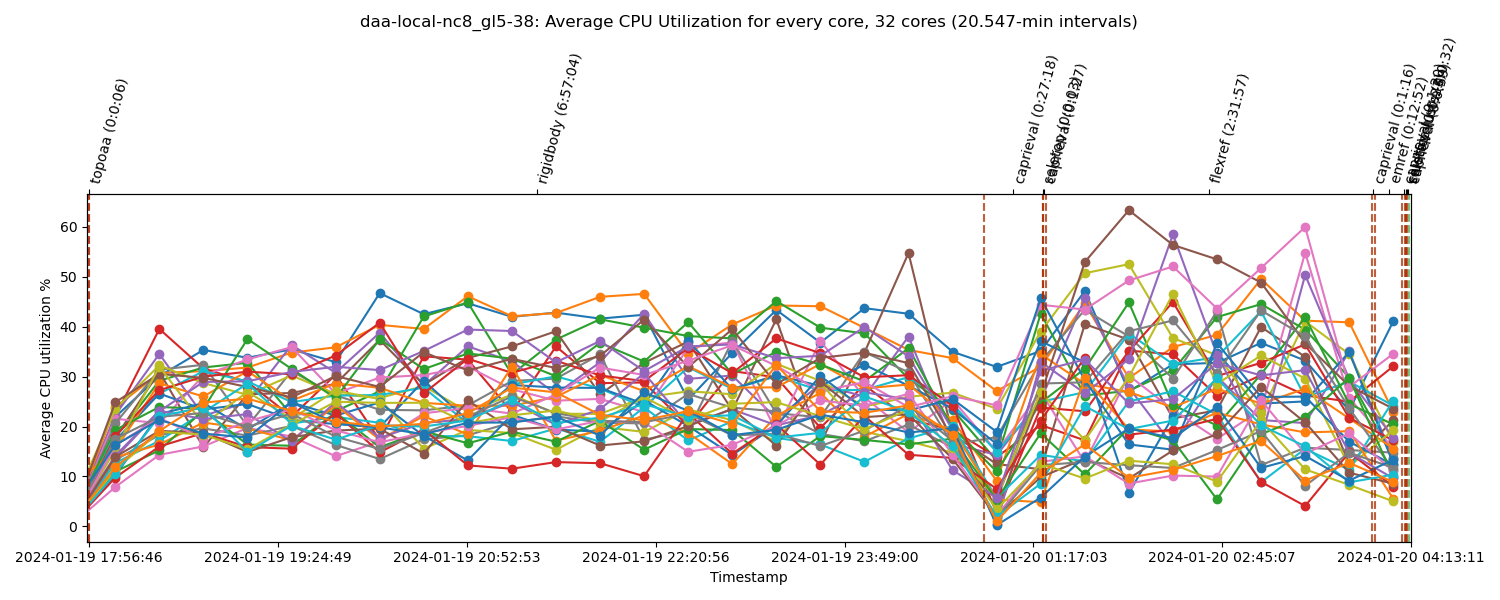 daa-local-nc8_gl5-38: Average CPU Utilization for every core, 32 cores (20.547-min intervals)
topoaa (0:0:06)
rigidbody (6:57:04)
caprieval (0:27:18)
flexref (2:31:57)
caprieval (0:1:16)
emref (0:12:52)
Average CPU utilization %
60
50
40
30
20
10
0
2024-01-19 17:56:46
2024-01-19 19:24:49
2024-01-19 20:52:53
2024-01-19 22:20:56
2024-01-19 23:49:00
2024-01-20 01:17:03
2024-01-20 02:45:07
2024-01-20 04:13:11
Timestamp